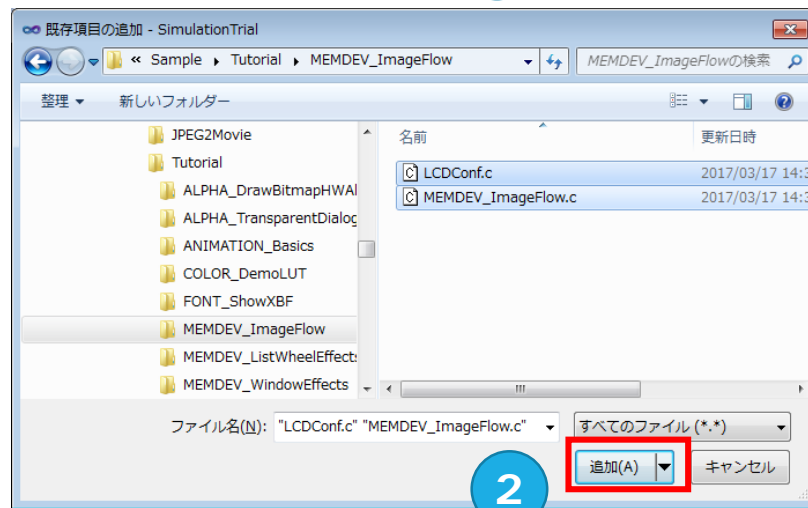 既存項目の追加 - SimulationTrial
« Sample ▸ Tutorial ▸ MEMDEV_ImageFlow
MEMDEV_ImageFlowの検索
整理 ▼ 新しいフォルダー
JPEG2Movie
Tutorial
ALPHA_DrawBitmapHWAl
ALPHA_TransparentDialog
ANIMATION_Basics
COLOR_DemoLUT
FONT_ShowXBF
MEMDEV_ImageFlow
MEMDEV_ListWheelEffects
MEMDEV_WindowEffects
名前 更新日時
LCDConf.c 2017/03/17 14:3
MEMDEV_ImageFlow.c 2017/03/17 14:3
ファイル名(N): "LCDConf.c" "MEMDEV_ImageFlow.c" すべてのファイル (*.*)
追加(A) キャンセル
2